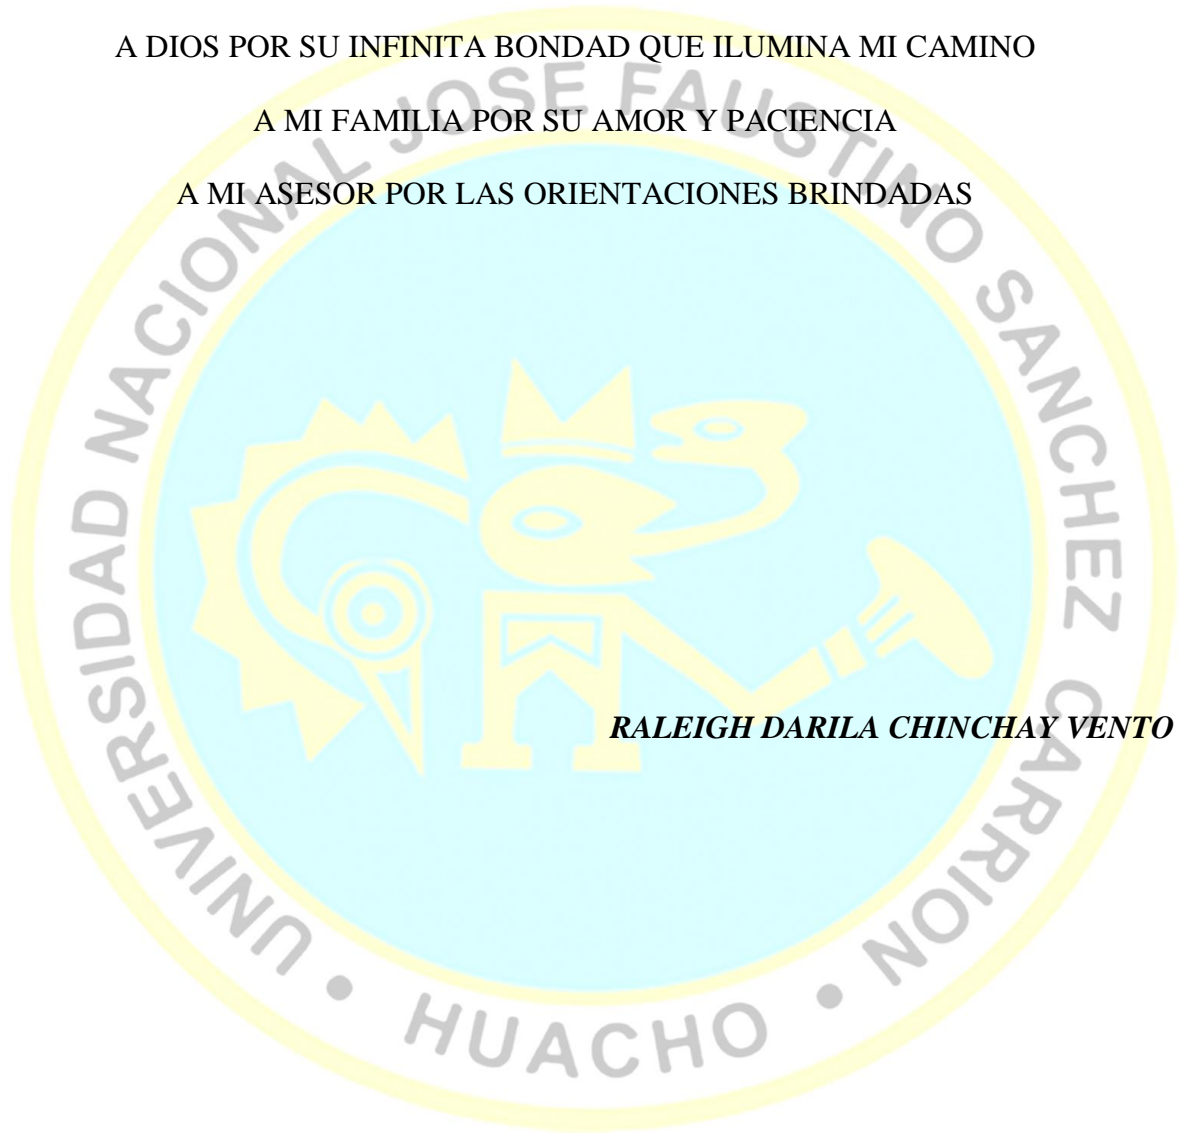 A DIOS POR SU INFINITA BONDAD QUE ILUMINA MI CAMINO
A MI FAMILIA POR SU AMOR Y PACIENCIA
A MI ASESOR POR LAS ORIENTACIONES BRINDADAS
RALEIGH DARILA CHINCHAY VENTO
UNIVERSIDAD NACIONAL JOSE FAUSTINO SANCHEZ CARRION • HUACHO •